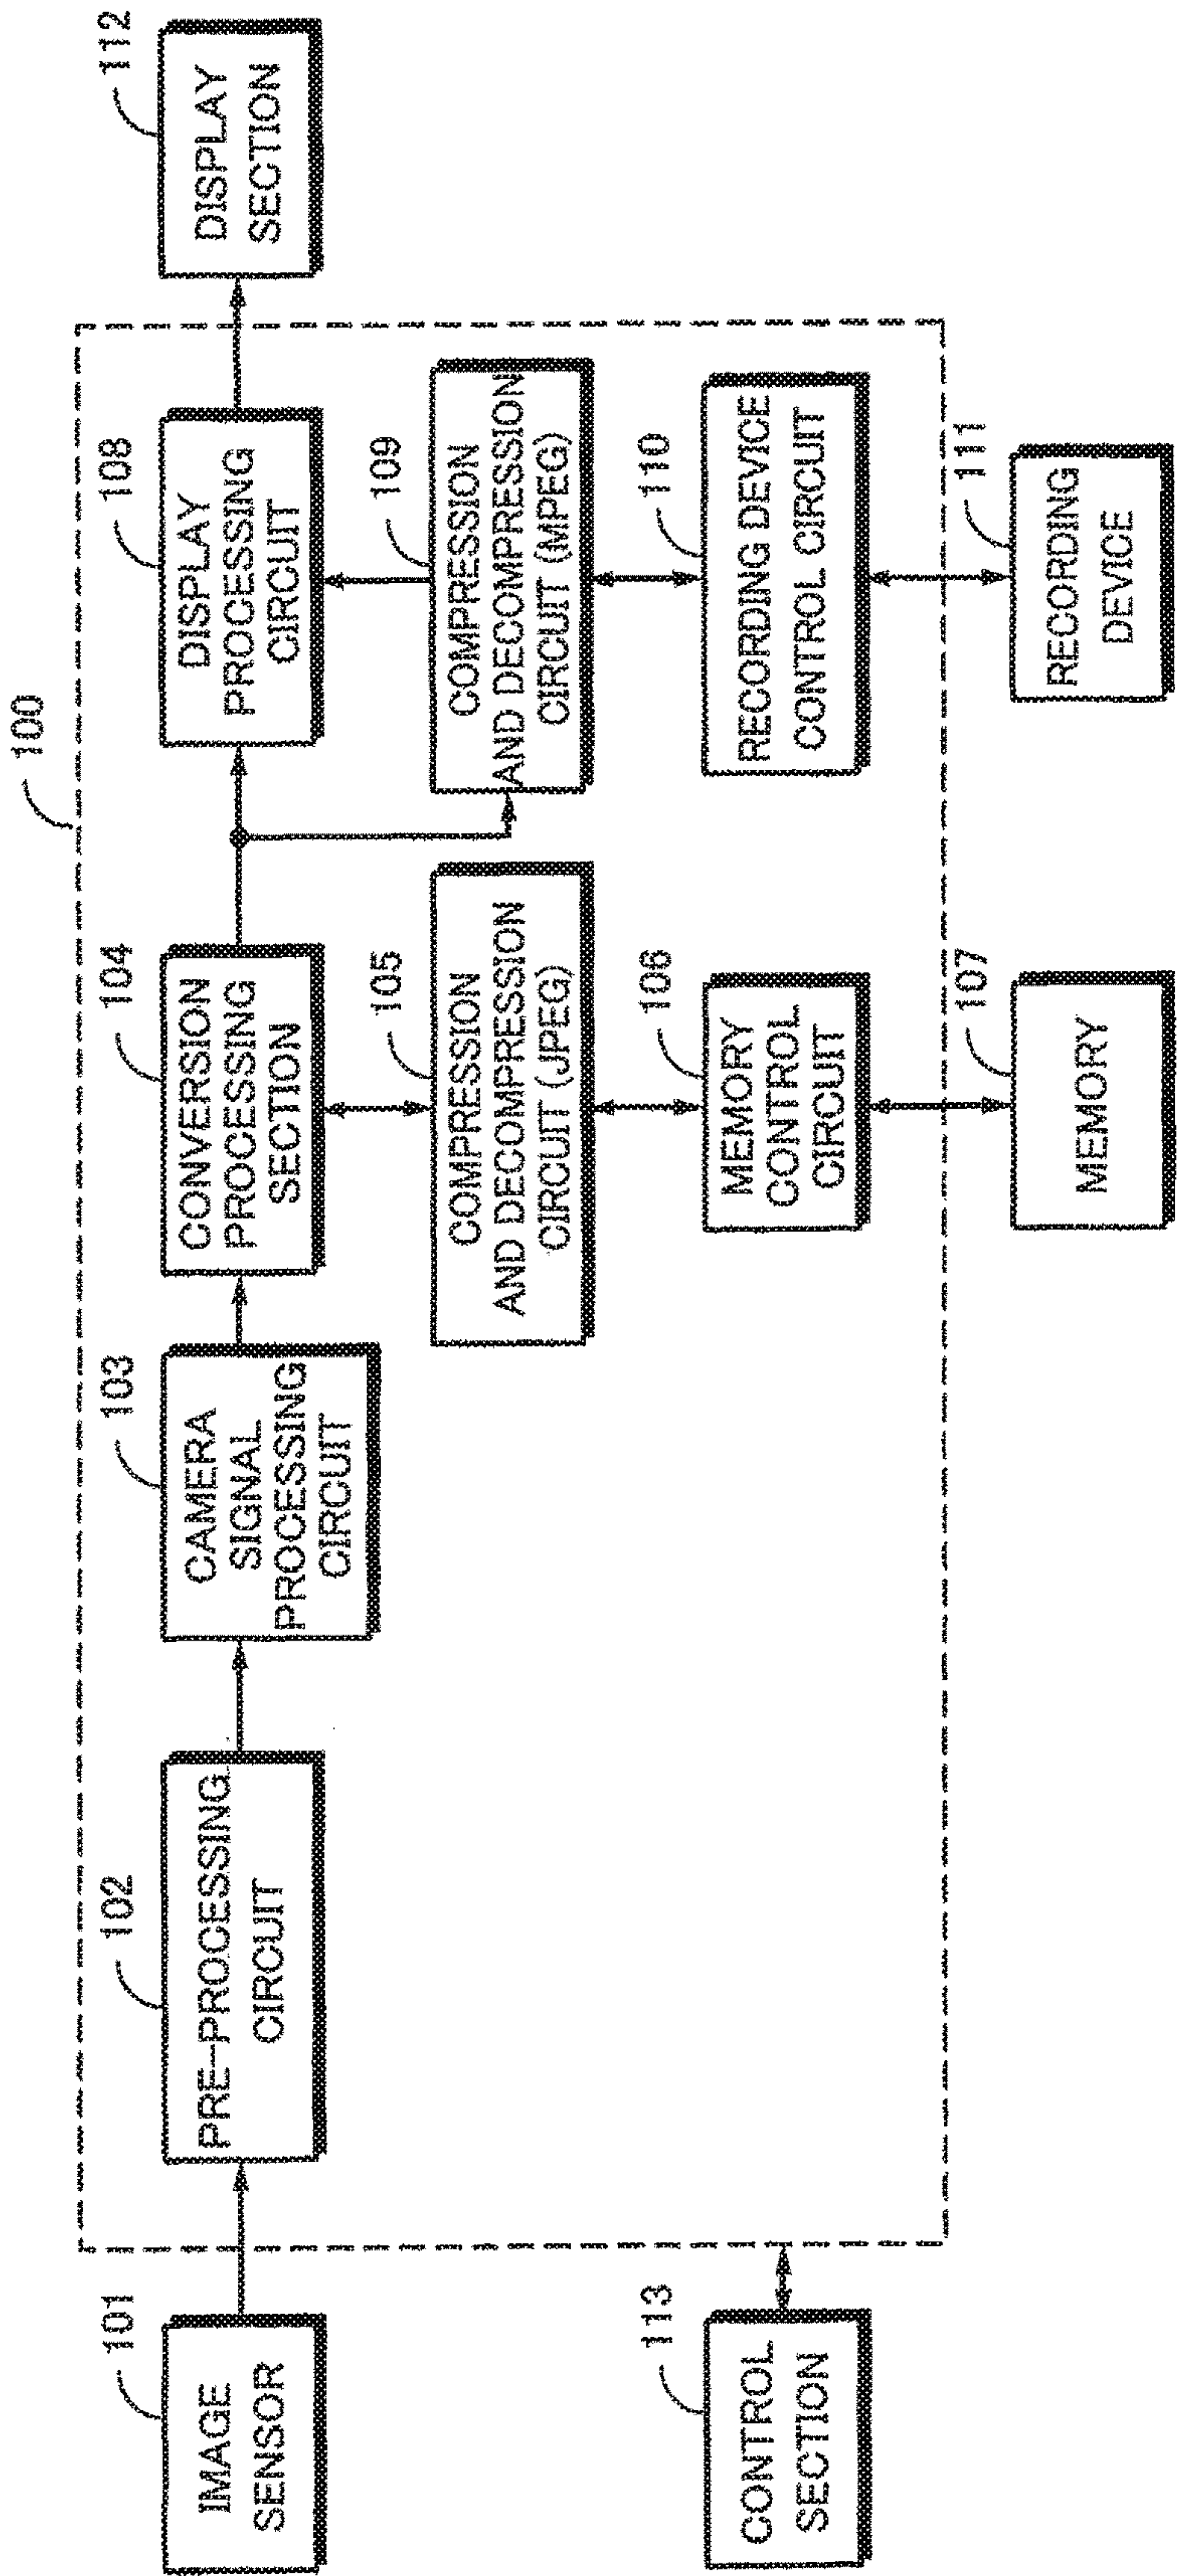 100
101
IMAGE
SENSOR
102
PRE-PROCESSING
CIRCUIT
103
CAMERA
SIGNAL
PROCESSING
CIRCUIT
104
CONVERSION
PROCESSING
SECTION
108
DISPLAY
PROCESSING
CIRCUIT
112
DISPLAY
SECTION
105
COMPRESSION
AND DECOMPRESSION
CIRCUIT (JPEG)
109
COMPRESSION
AND DECOMPRESSION
CIRCUIT (MPEG)
113
CONTROL
SECTION
106
MEMORY
CONTROL
CIRCUIT
110
RECORDING DEVICE
CONTROL CIRCUIT
107
MEMORY
111
RECORDING
DEVICE